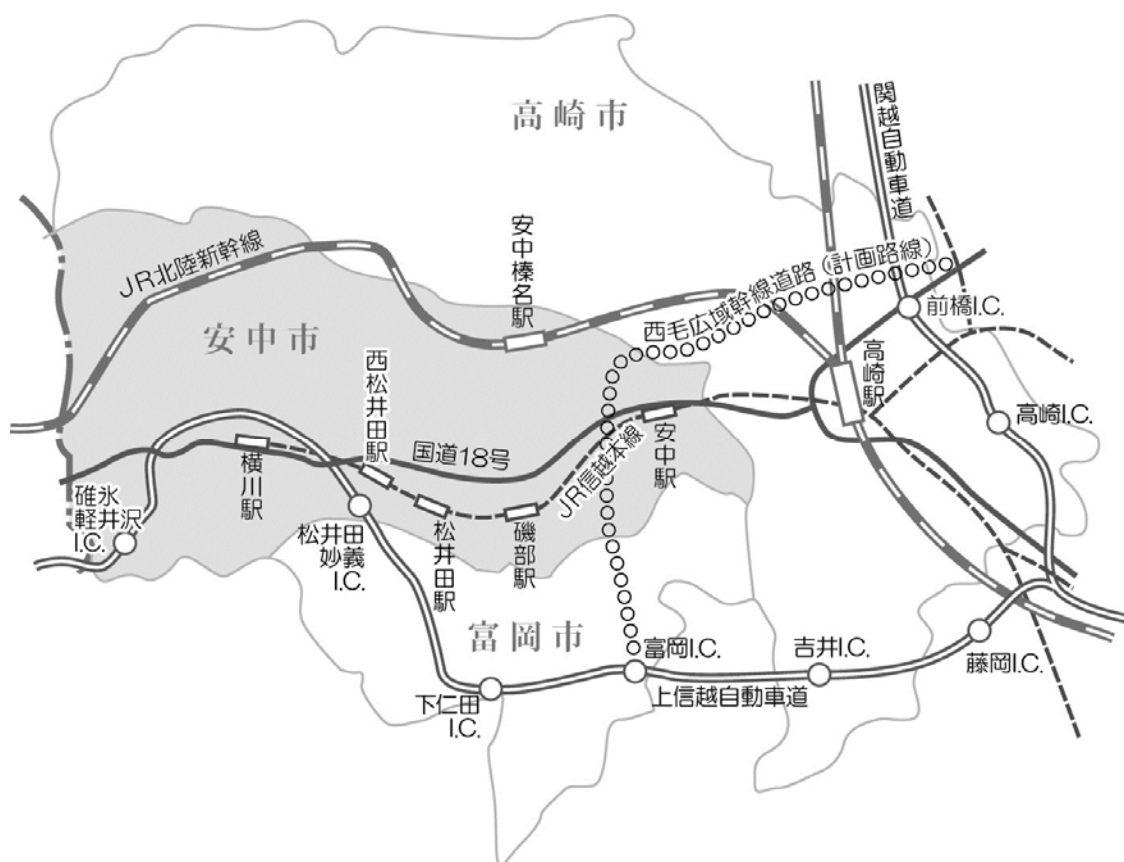 高崎市
関越自動車道
安中榛名駅
JR北陸新幹線
西毛広域幹線道路(計画路線)
前橋I.C.
安中市
西松井田駅
高崎駅
高崎I.C.
国道18号
安中駅
JR信越本線
横川駅
碓氷
軽井沢
I.C.
松井田
妙義
I.C.
松井田駅
磯部駅
富岡市
富岡I.C.
吉井I.C.
藤岡I.C.
下仁田
I.C.
上信越自動車道